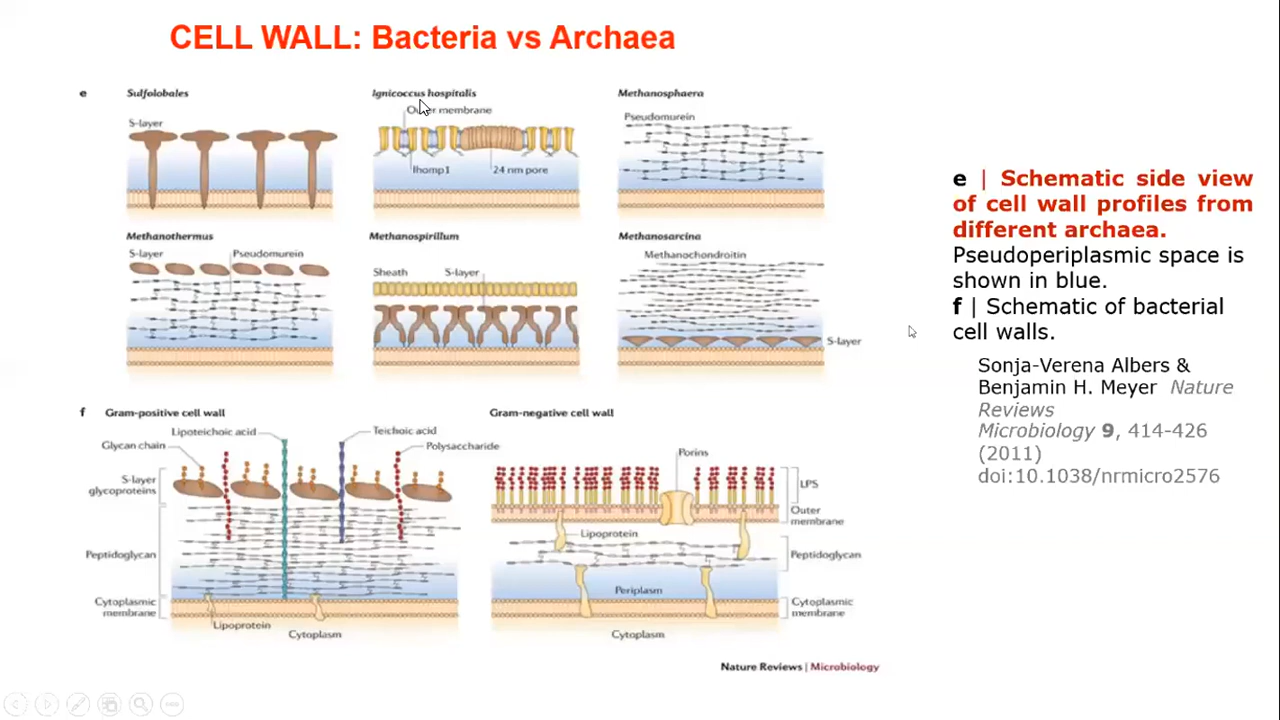 CELL WALL: Bacteria vs Archaea
e
Sulfolobales
S-layer
Ignicoccus hospitalis
Outer membrane
Ihomp1
24 nm pore
Methanosphaera
Pseudomurein
Methanothermus
S-layer
Pseudomurein
Methanospirillum
Sheath
S-layer
Methanosarcina
Methanochondroitin
S-layer
f
Gram-positive cell wall
Lipoteichoic acid
Teichoic acid
Glycan chain
Polysaccharide
S-layer
glycoproteins
Peptidoglycan
Cytoplasmic
membrane
Lipoprotein
Cytoplasm
Gram-negative cell wall
Porins
LPS
Outer
membrane
Lipoprotein
Peptidoglycan
Periplasm
Cytoplasmic
membrane
Cytoplasm
Nature Reviews | Microbiology
e | Schematic side view
of cell wall profiles from
different archaea.
Pseudoperiplasmic space is
shown in blue.
f | Schematic of bacterial
cell walls.
Sonja-Verena Albers &
Benjamin H. Meyer Nature
Reviews
Microbiology 9, 414-426
(2011)
doi:10.1038/nrmicro2576